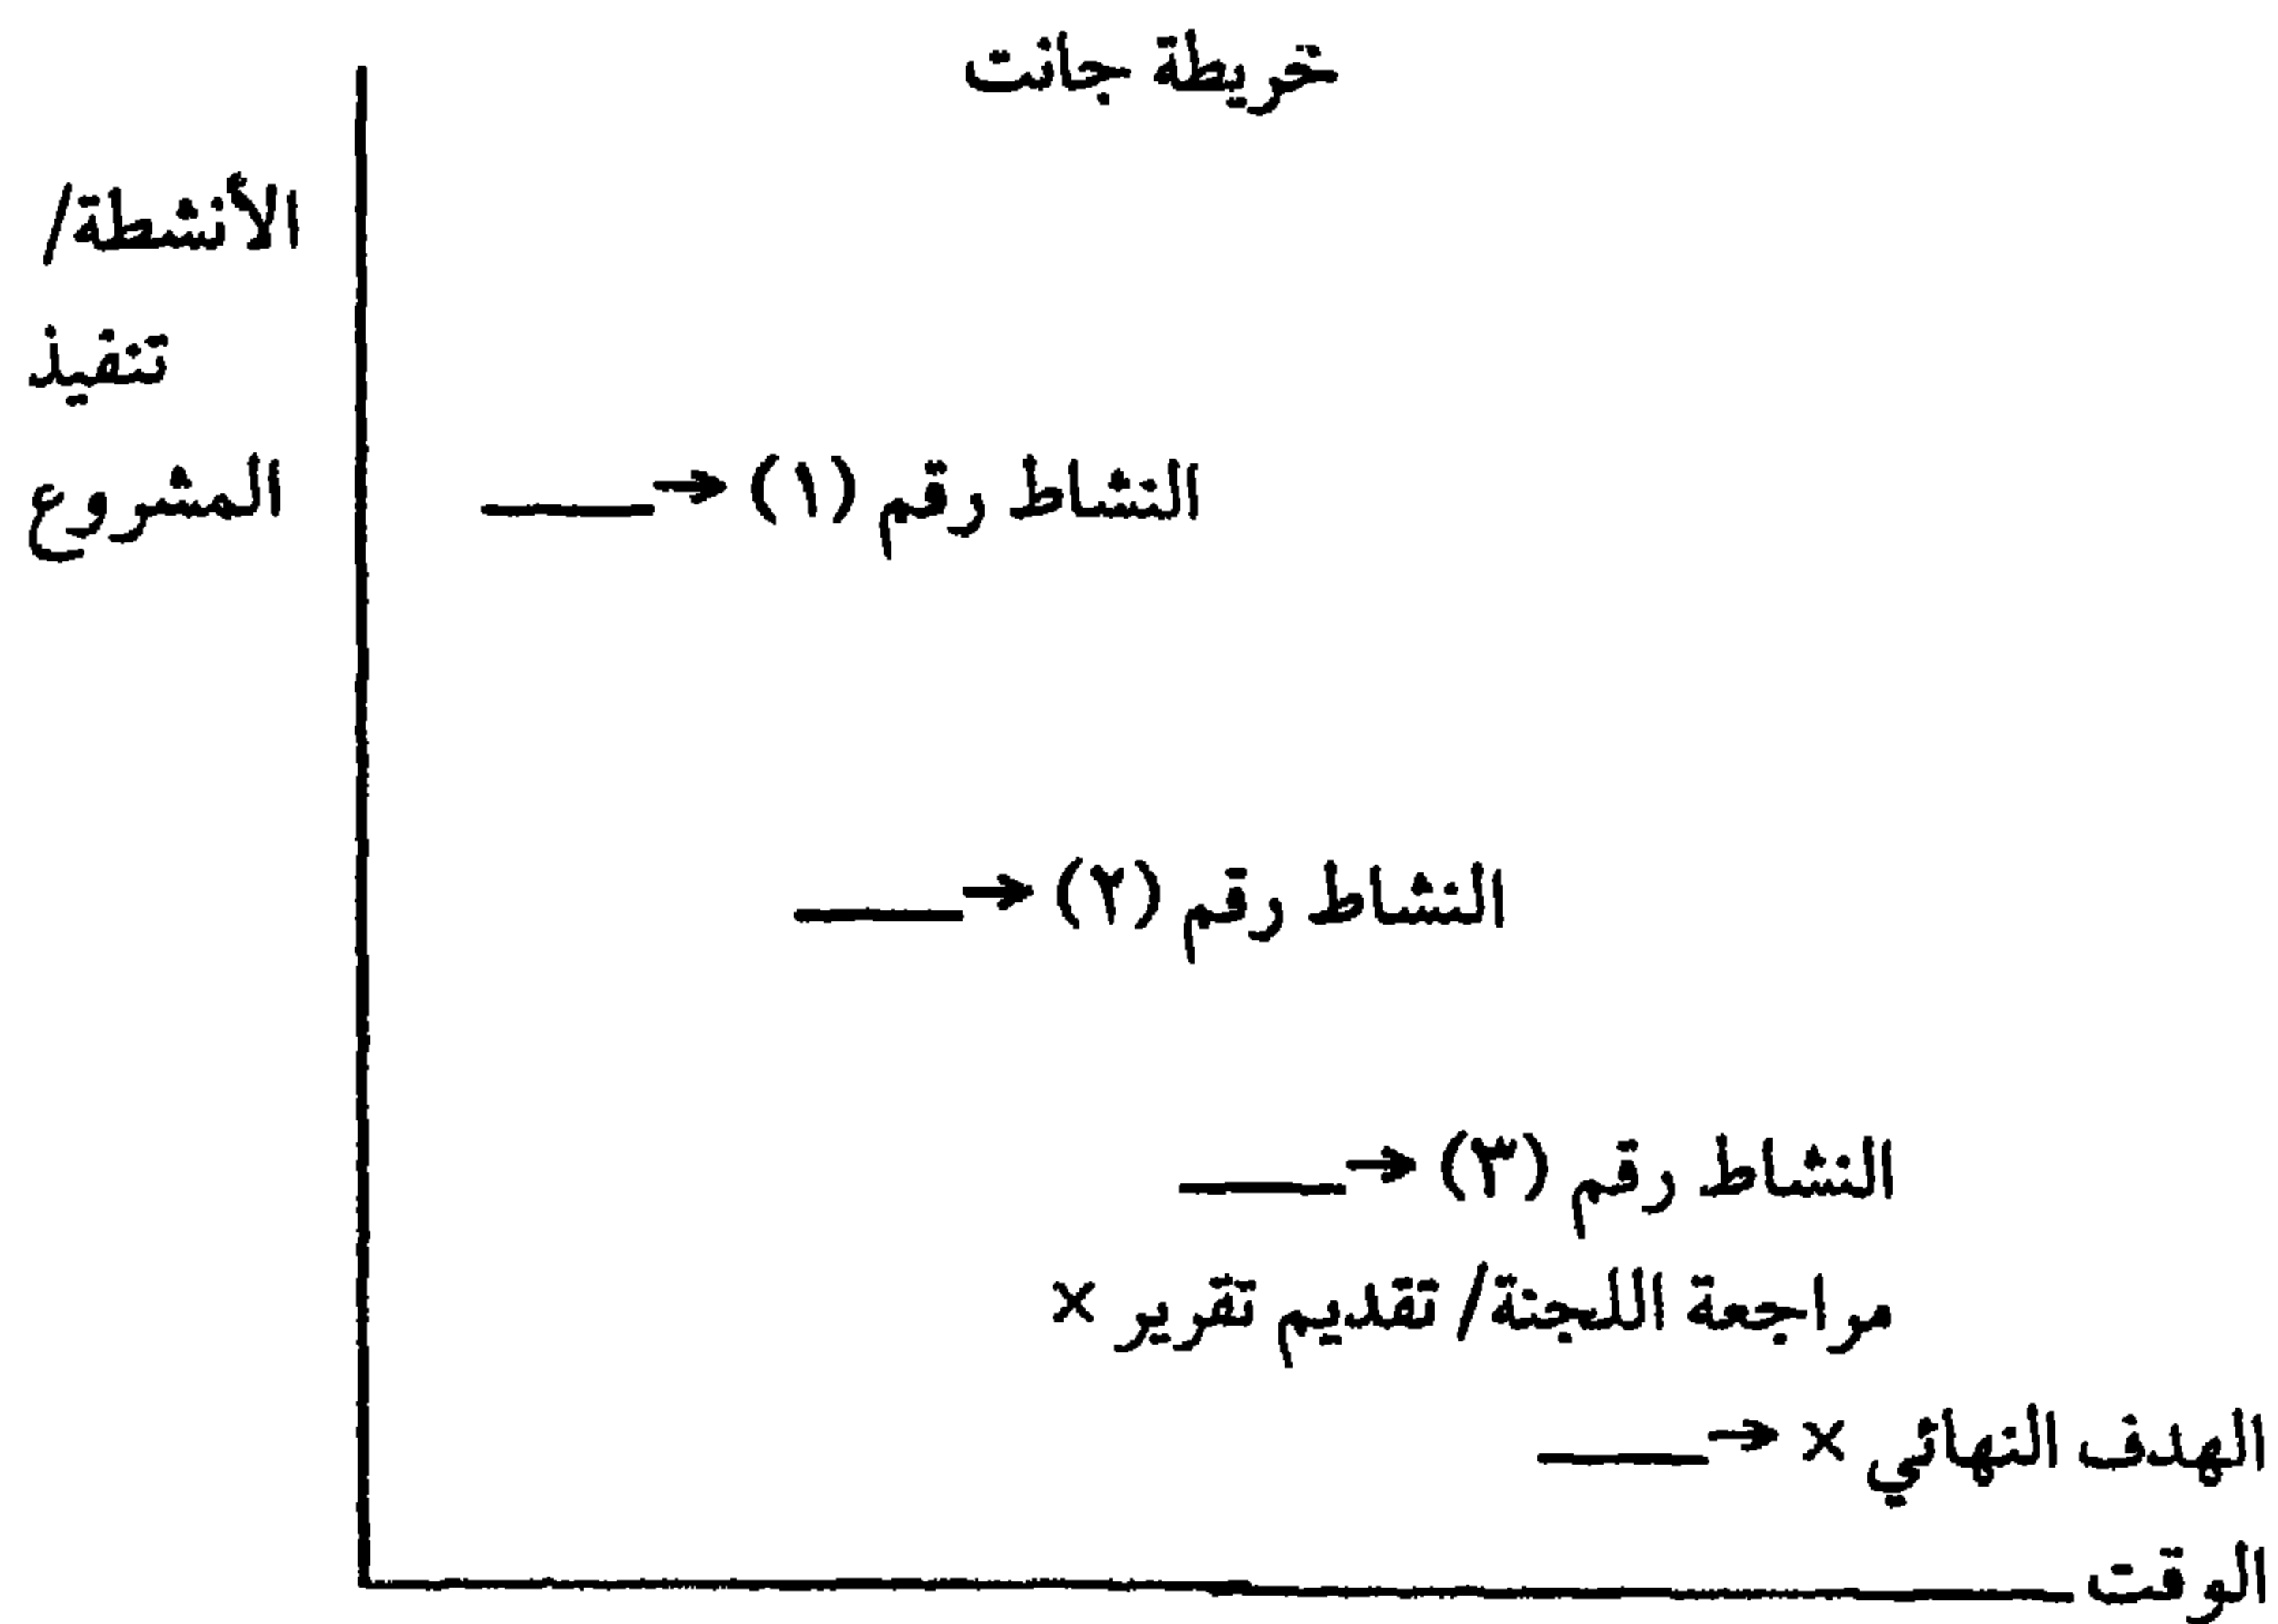 خريطة جانت
الأنشطة/
تنفيذ
المشروع
النشاط رقم (١)
النشاط رقم (٢)
النشاط رقم (٣)
مراجعة اللجنة/ تقديم تقرير ×
الهدف النهائي ×
الوقت